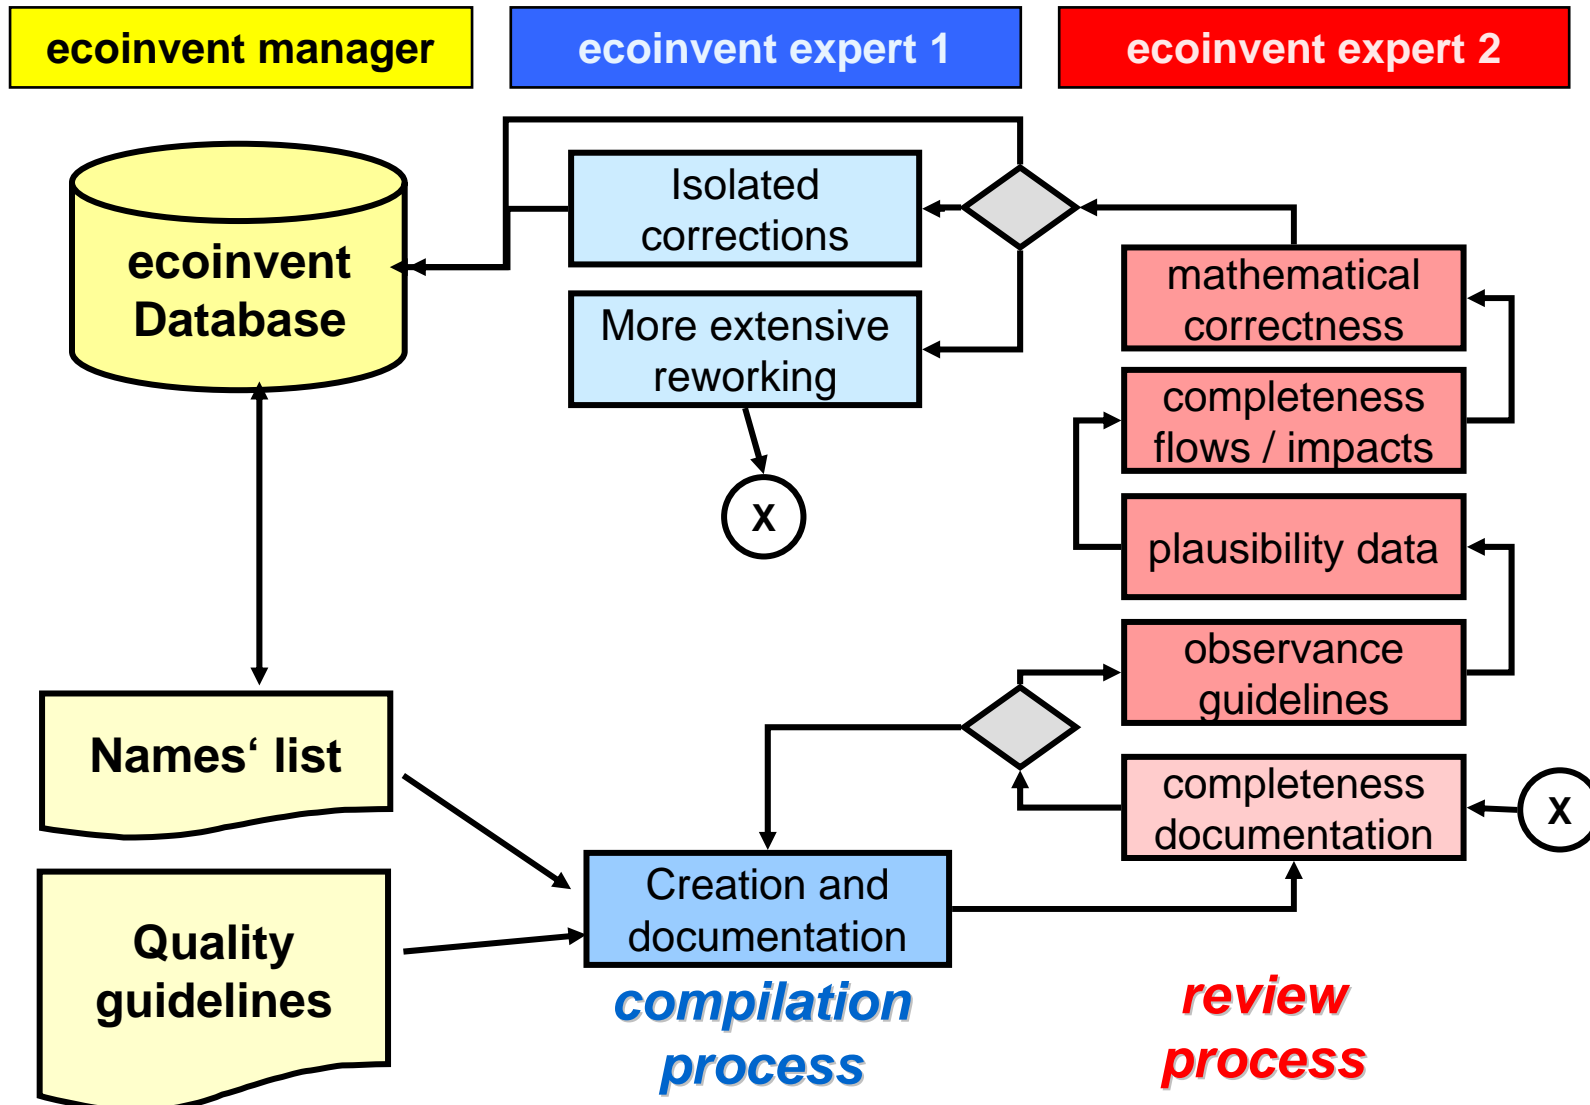 ecoinvent manager
ecoinvent expert 1
ecoinvent expert 2
ecoinvent
Database
Isolated
corrections
More extensive
reworking
X
mathematical
correctness
completeness
flows / impacts
plausibility data
observance
guidelines
completeness
documentation
X
Names‘ list
Quality
guidelines
Creation and
documentation
compilation
process
review
process